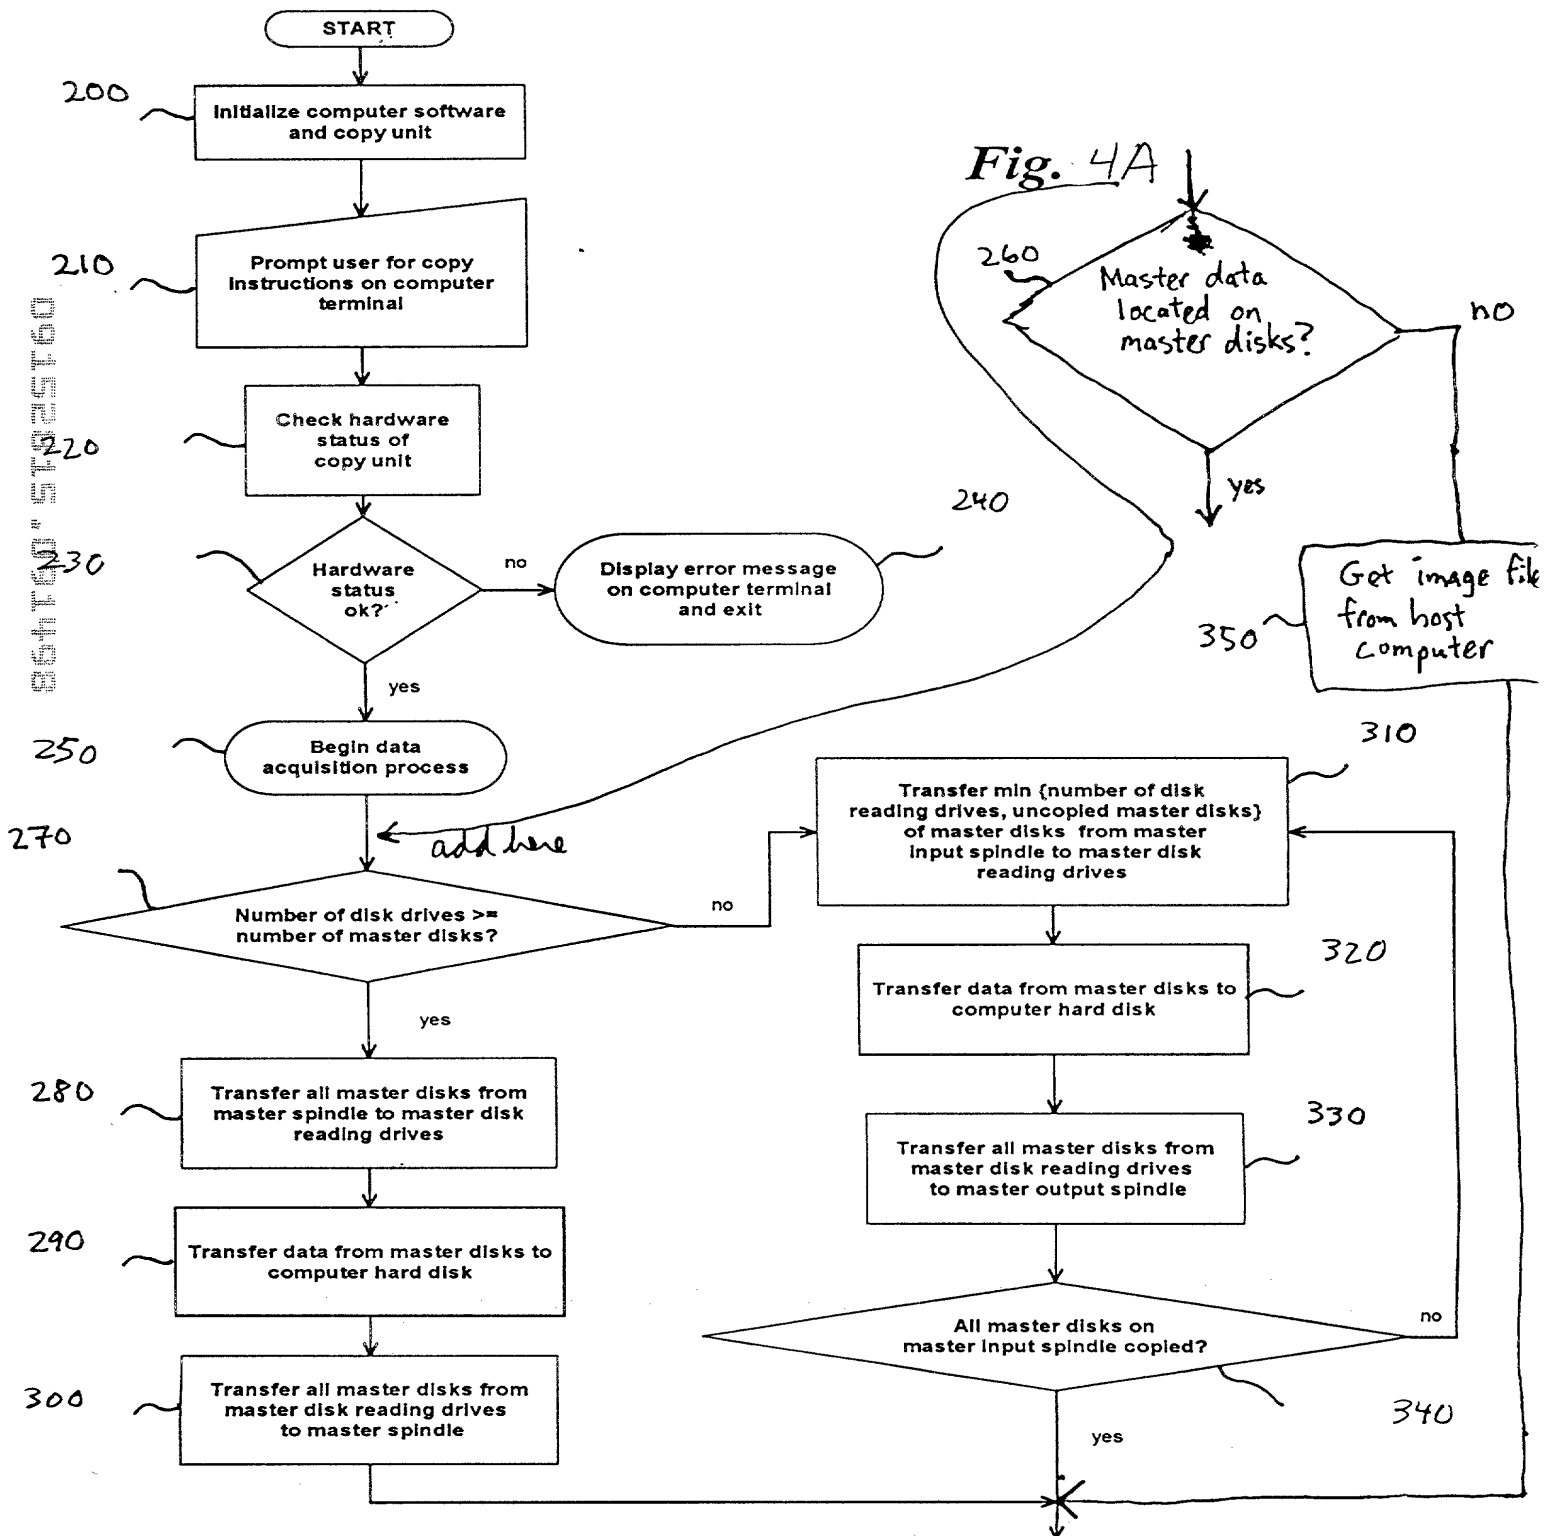 START
200
Initialize computer software
and copy unit
Fig. 4A
210
Prompt user for copy
instructions on computer
terminal
260
Master data
located on
master disks?
no
yes
220
Check hardware
status of
copy unit
230
Hardware
status
ok?
no
240
Display error message
on computer terminal
and exit
yes
350
Get image file
from host
computer
250
Begin data
acquisition process
add here
270
Number of disk drives >=
number of master disks?
no
yes
310
Transfer min {number of disk
reading drives, uncopied master disks}
of master disks from master
input spindle to master disk
reading drives
320
Transfer data from master disks to
computer hard disk
280
Transfer all master disks from
master spindle to master disk
reading drives
330
Transfer all master disks from
master disk reading drives
to master output spindle
290
Transfer data from master disks to
computer hard disk
All master disks on
master input spindle copied?
no
340
yes
300
Transfer all master disks from
master disk reading drives
to master spindle